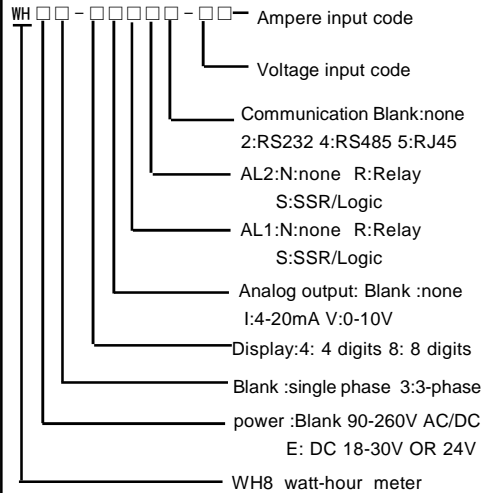 WH□□-□□□□□-□□ Ampere input code
Voltage input code
Communication Blank:none
2:RS232 4:RS485 5:RJ45
AL2:N:none R:Relay
S:SSR/Logic
AL1:N:none R:Relay
S:SSR/Logic
Analog output: Blank :none
I:4-20mA V:0-10V
Display:4: 4 digits 8: 8 digits
Blank :single phase 3:3-phase
power :Blank 90-260V AC/DC
E: DC 18-30V OR 24V
WH8 watt-hour meter